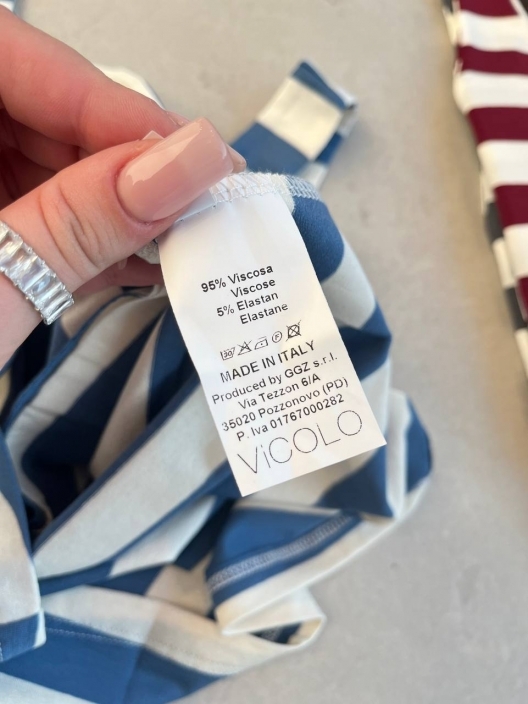 95% Viscosa
Viscose
5% Elastan
Elastane
30 P
MADE IN ITALY
Produced by GGZ s.r.l.
Via Tezzon 6/A
35020 Pozzonovo (PD)
P. Iva 01767000282
ViCOLO